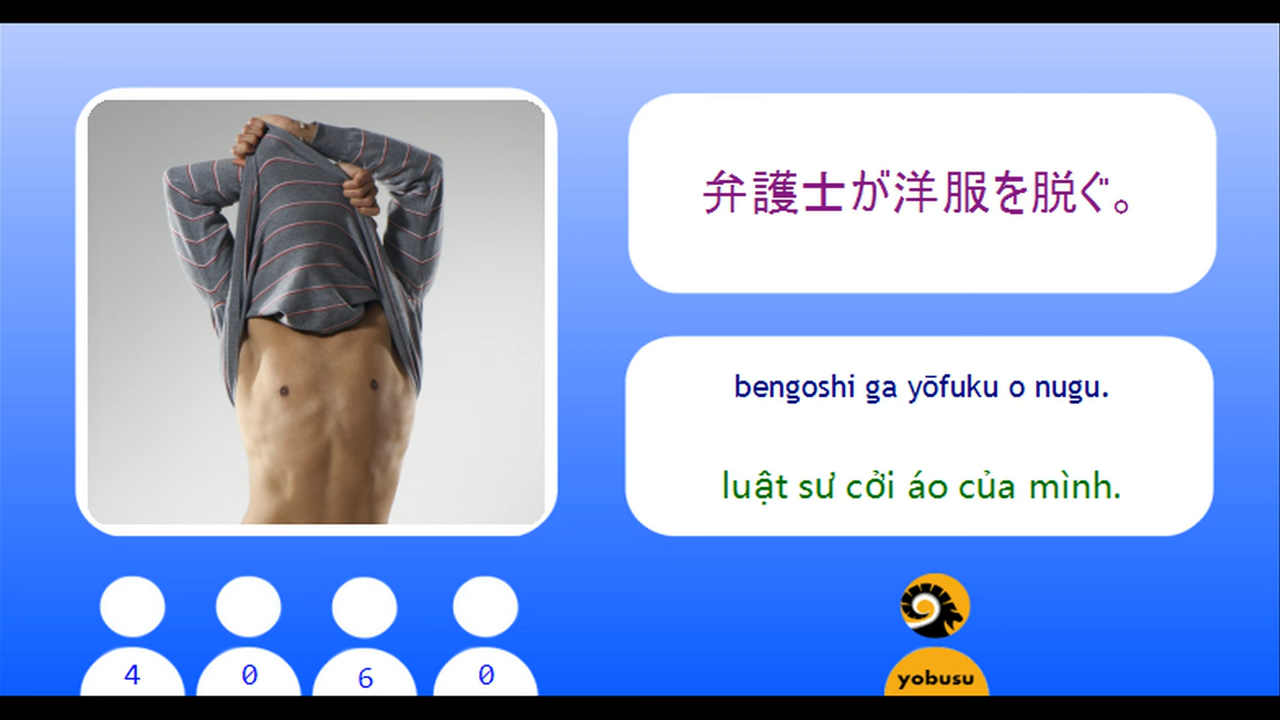 弁護士が洋服を脱ぐ。
bengoshi ga yōfuku o nugu.
luật sư cởi áo của mình.
4 0 6 0
yobusu